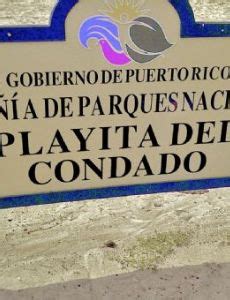 GOBIERNO DE PUERTO RICO
ÑÍA DE PARQUES NAC
PLAYITA DEL
CONDADO